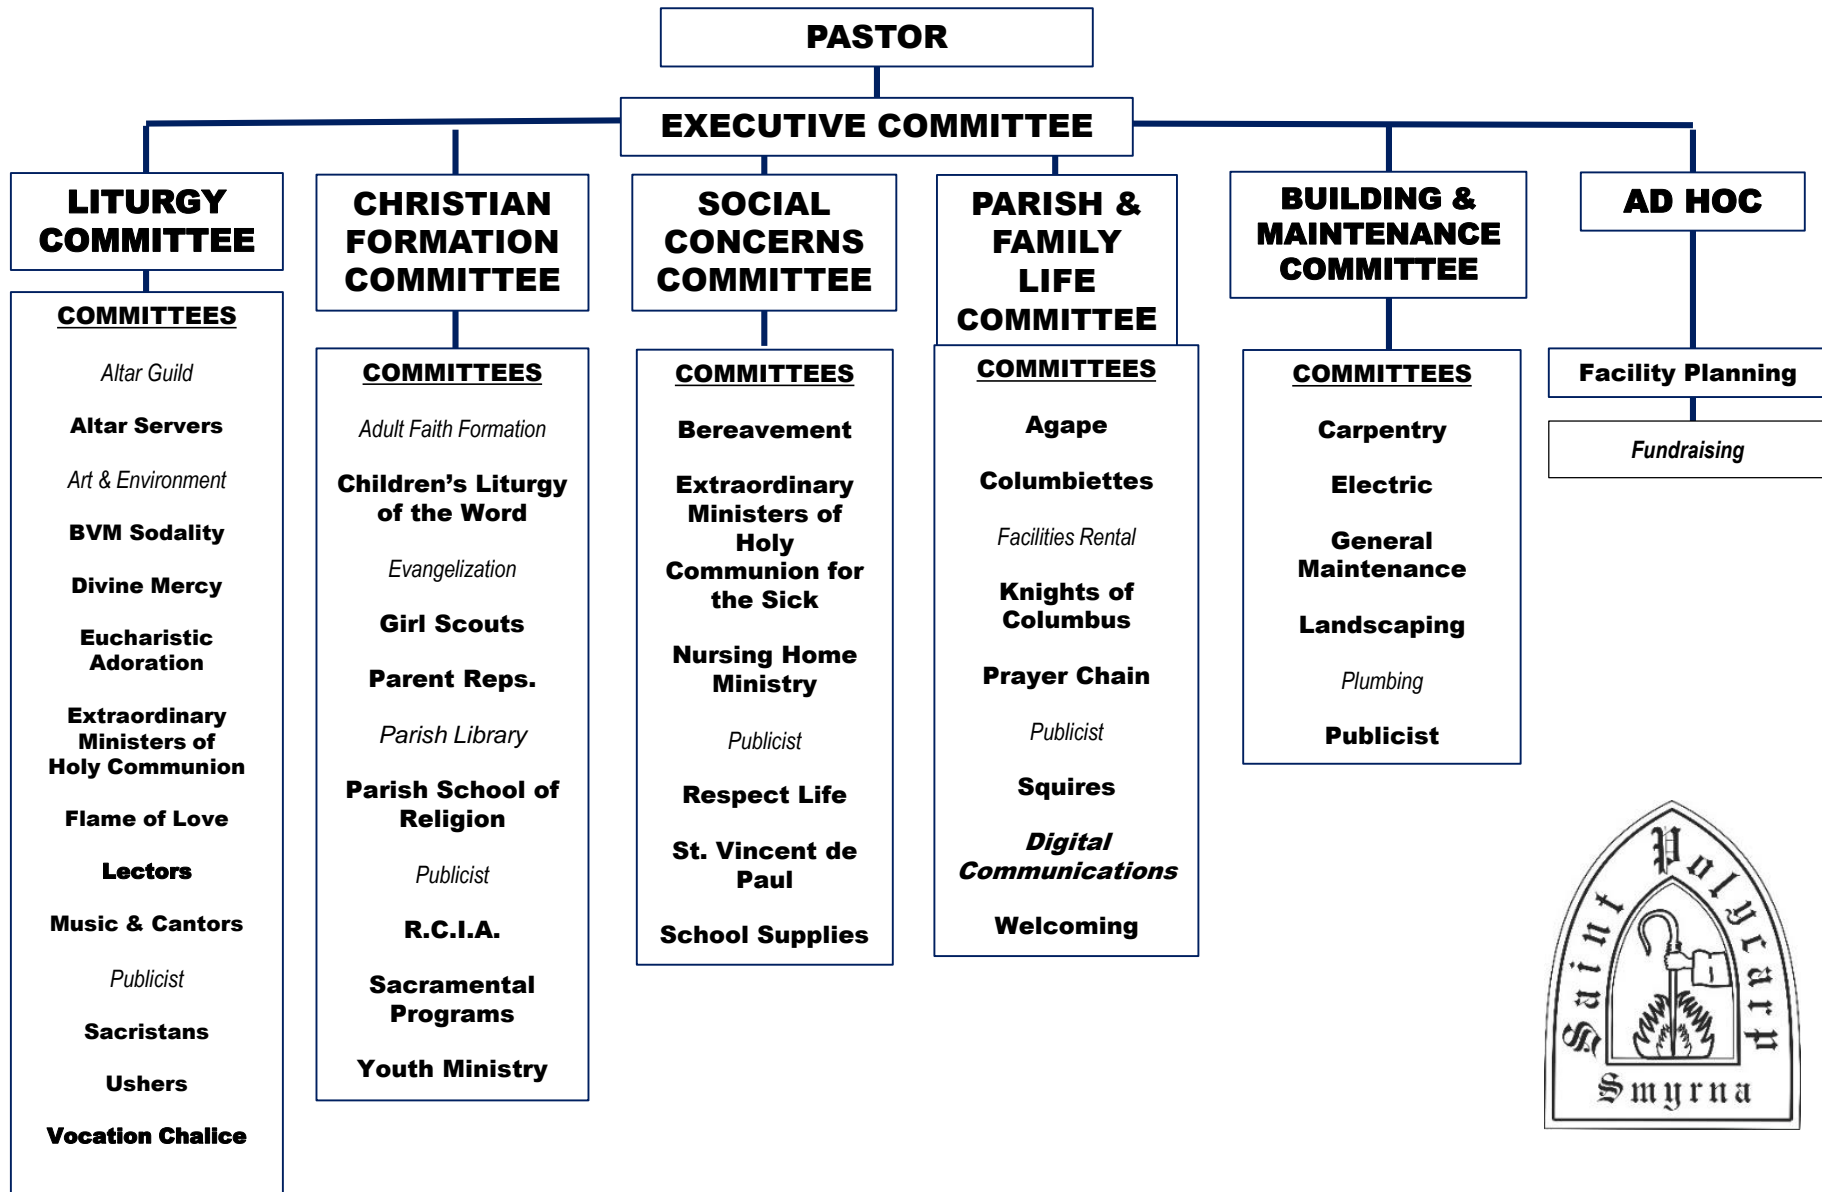 PASTOR
EXECUTIVE COMMITTEE
LITURGY
COMMITTEE
COMMITTEES
Altar Guild
Altar Servers
Art & Environment
BVM Sodality
Divine Mercy
Eucharistic
Adoration
Extraordinary
Ministers of
Holy Communion
Flame of Love
Lectors
Music & Cantors
Publicist
Sacristans
Ushers
Vocation Chalice
CHRISTIAN
FORMATION
COMMITTEE
COMMITTEES
Adult Faith Formation
Children’s Liturgy
of the Word
Evangelization
Girl Scouts
Parent Reps.
Parish Library
Parish School of
Religion
Publicist
R.C.I.A.
Sacramental
Programs
Youth Ministry
SOCIAL
CONCERNS
COMMITTEE
COMMITTEES
Bereavement
Extraordinary
Ministers of
Holy
Communion for
the Sick
Nursing Home
Ministry
Publicist
Respect Life
St. Vincent de
Paul
School Supplies
PARISH &
FAMILY
LIFE
COMMITTEE
COMMITTEES
Agape
Columbiettes
Facilities Rental
Knights of
Columbus
Prayer Chain
Publicist
Squires
Digital
Communications
Welcoming
BUILDING &
MAINTENANCE
COMMITTEE
COMMITTEES
Carpentry
Electric
General
Maintenance
Landscaping
Plumbing
Publicist
AD HOC
Facility Planning
Fundraising
Saint Polycarp
Smyrna